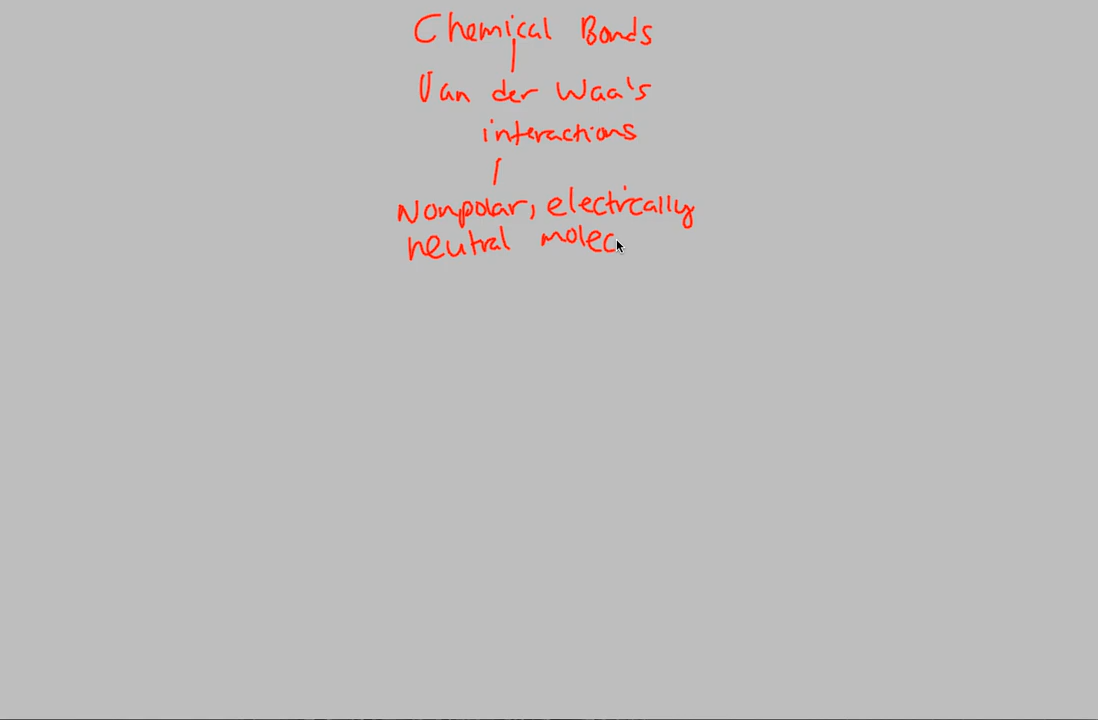 Chemical Bonds
Van der Waa's
interactions
Nonpolar, electrically
neutral molec